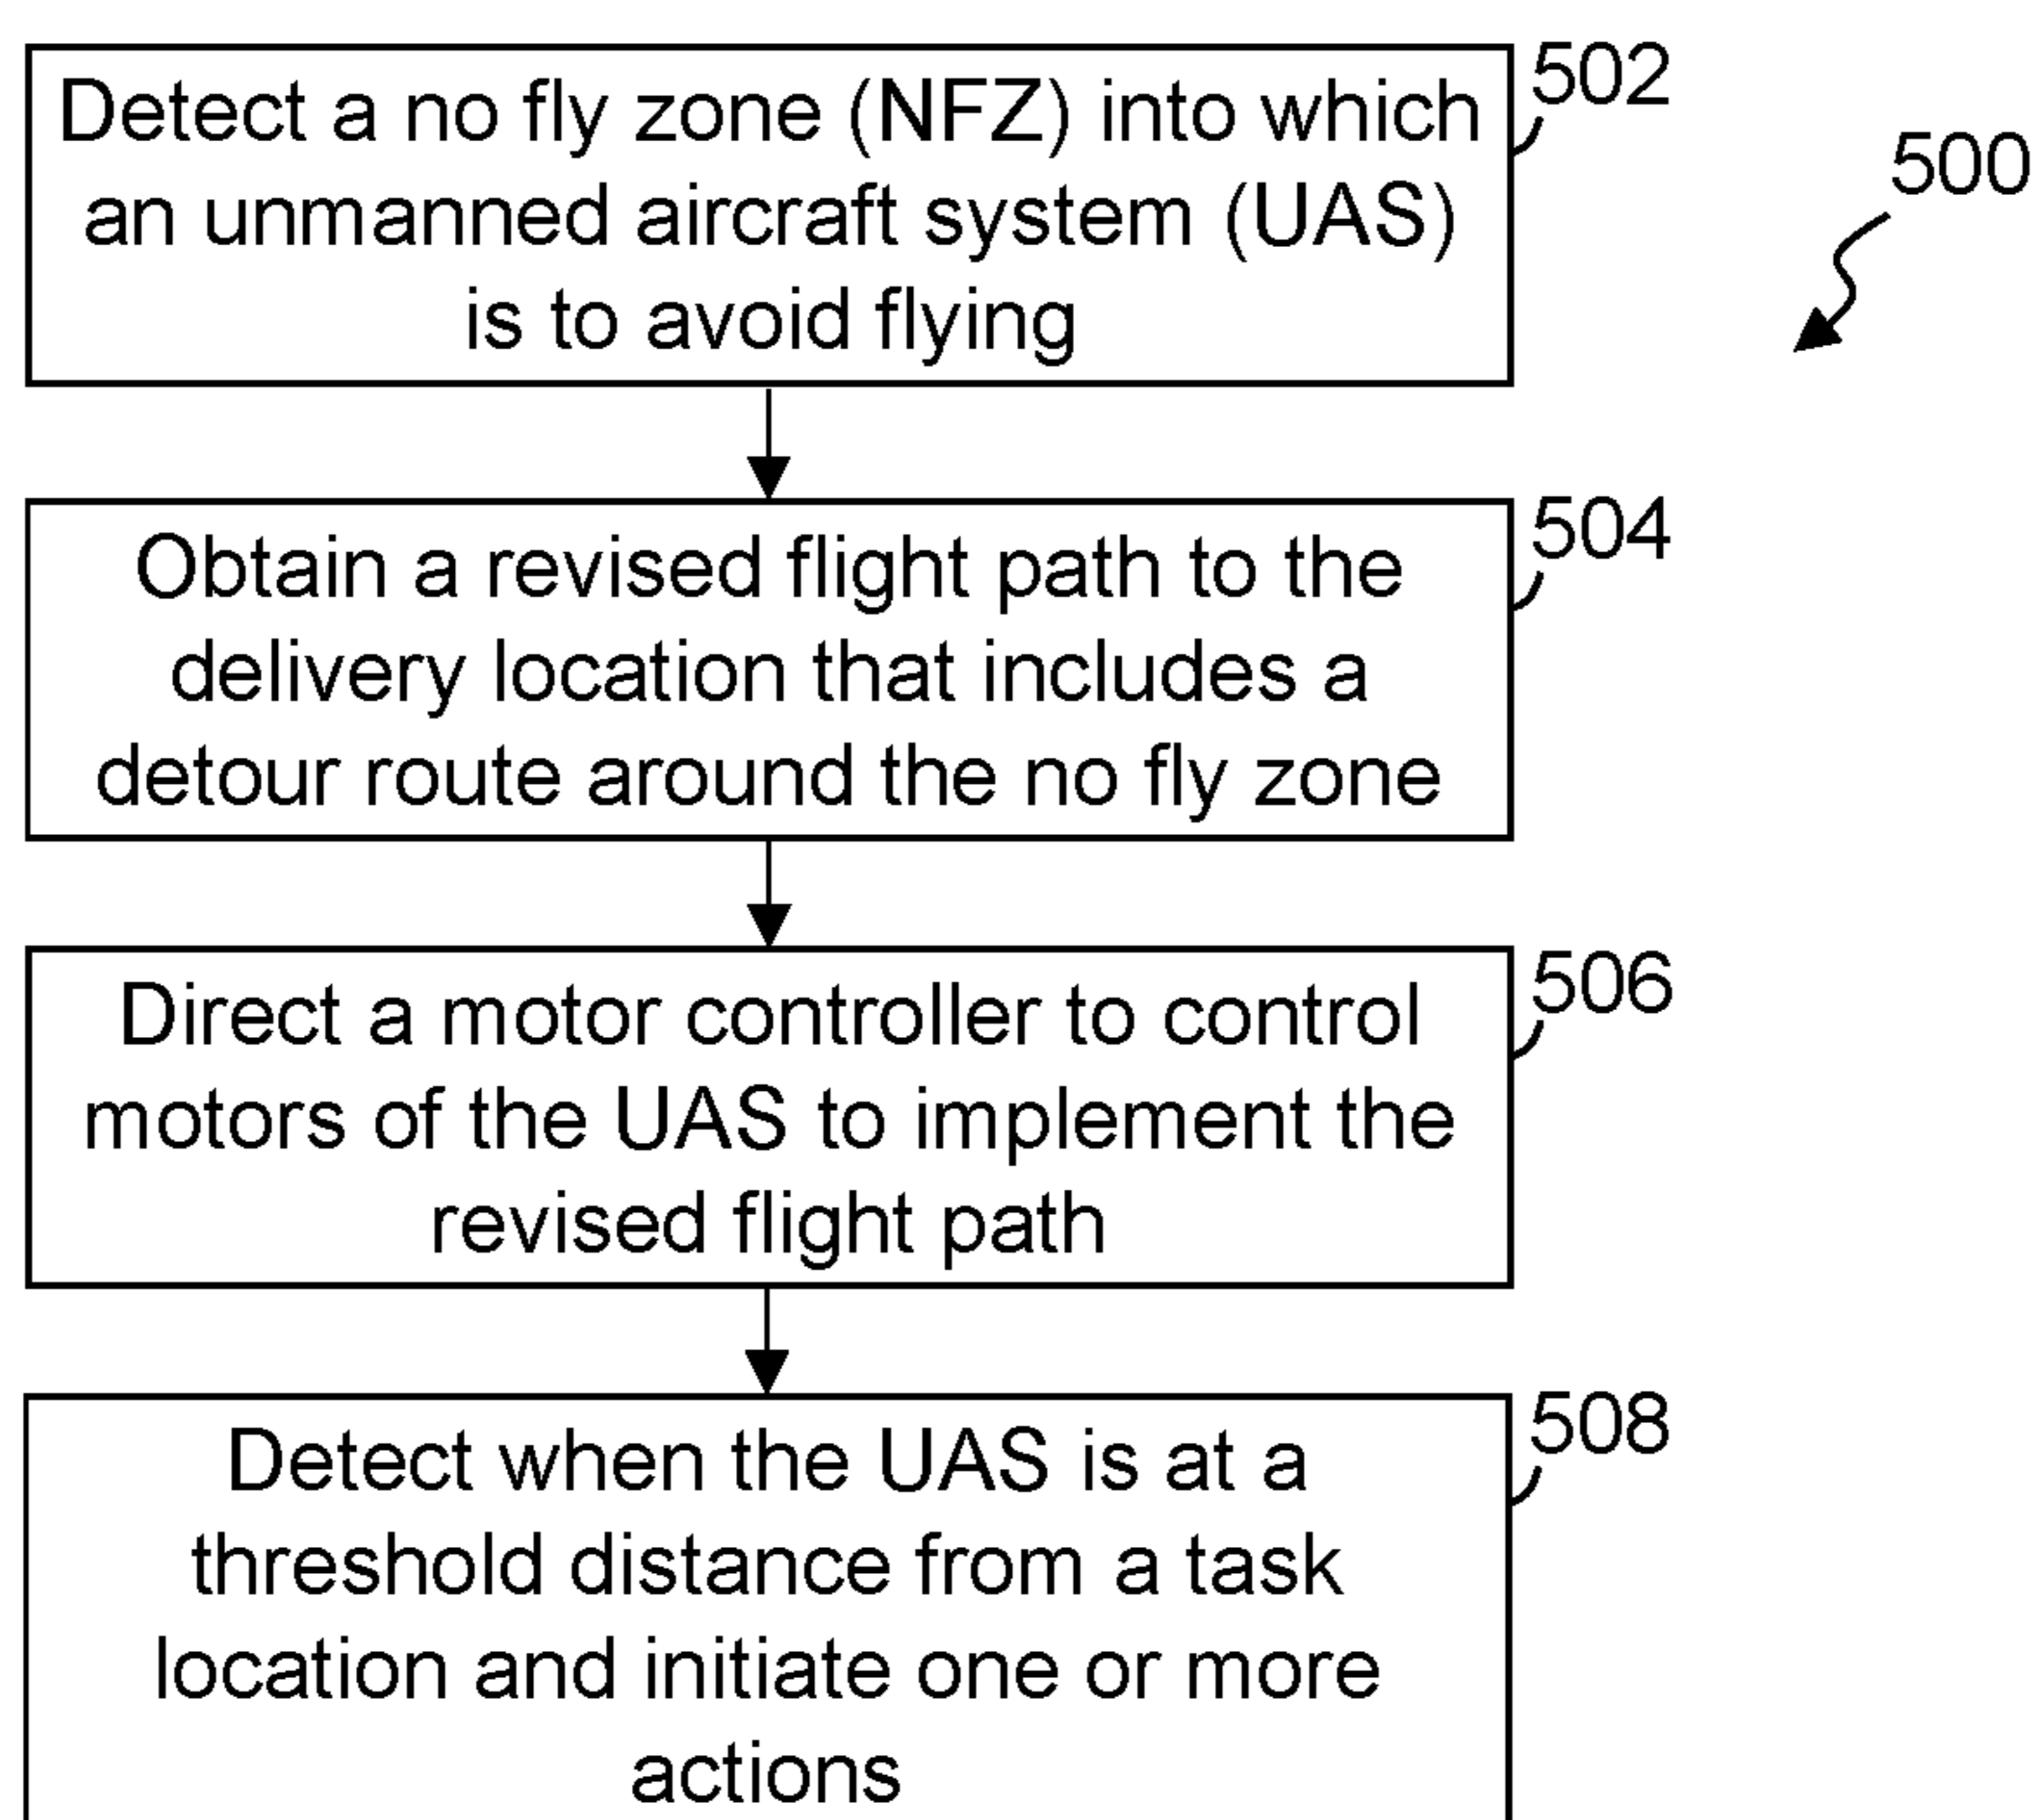 Detect a no fly zone (NFZ) into which
an unmanned aircraft system (UAS)
is to avoid flying
502
500
Obtain a revised flight path to the
delivery location that includes a
detour route around the no fly zone
504
Direct a motor controller to control
motors of the UAS to implement the
revised flight path
506
Detect when the UAS is at a
threshold distance from a task
location and initiate one or more
actions
508